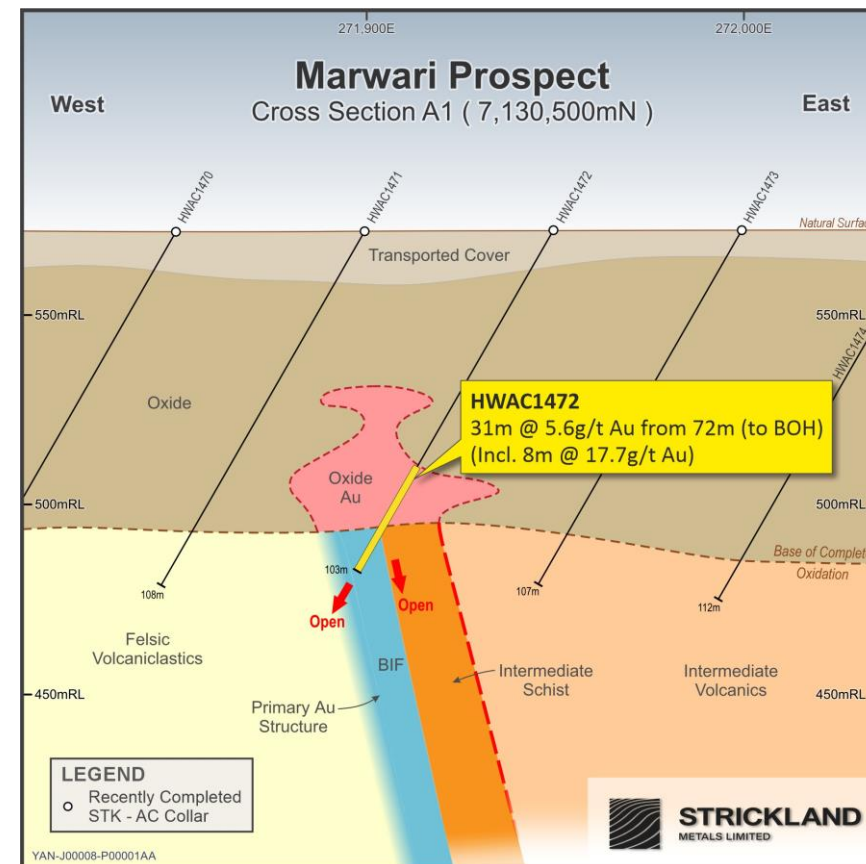 271,900E
272,000E
Marwari Prospect
Cross Section A1 ( 7,130,500mN )
West
East
HWAC1470
HWAC1471
HWAC1472
HWAC1473
Natural Surfac
Transported Cover
550mRL
550mRL
HWAC1474
Oxide
HWAC1472
31m @ 5.6g/t Au from 72m (to BOH)
(Incl. 8m @ 17.7g/t Au)
Oxide
Au
500mRL
500mRL
Base of Complet
Oxidation
103m
108m
107m
112m
Open
Open
Felsic
Volcaniclastics
BIF
Intermediate
Schist
Intermediate
Volcanics
450mRL
450mRL
Primary Au
Structure
LEGEND
Recently Completed
STK - AC Collar
STRICKLAND
METALS LIMITED
YAN-J00008-P00001AA